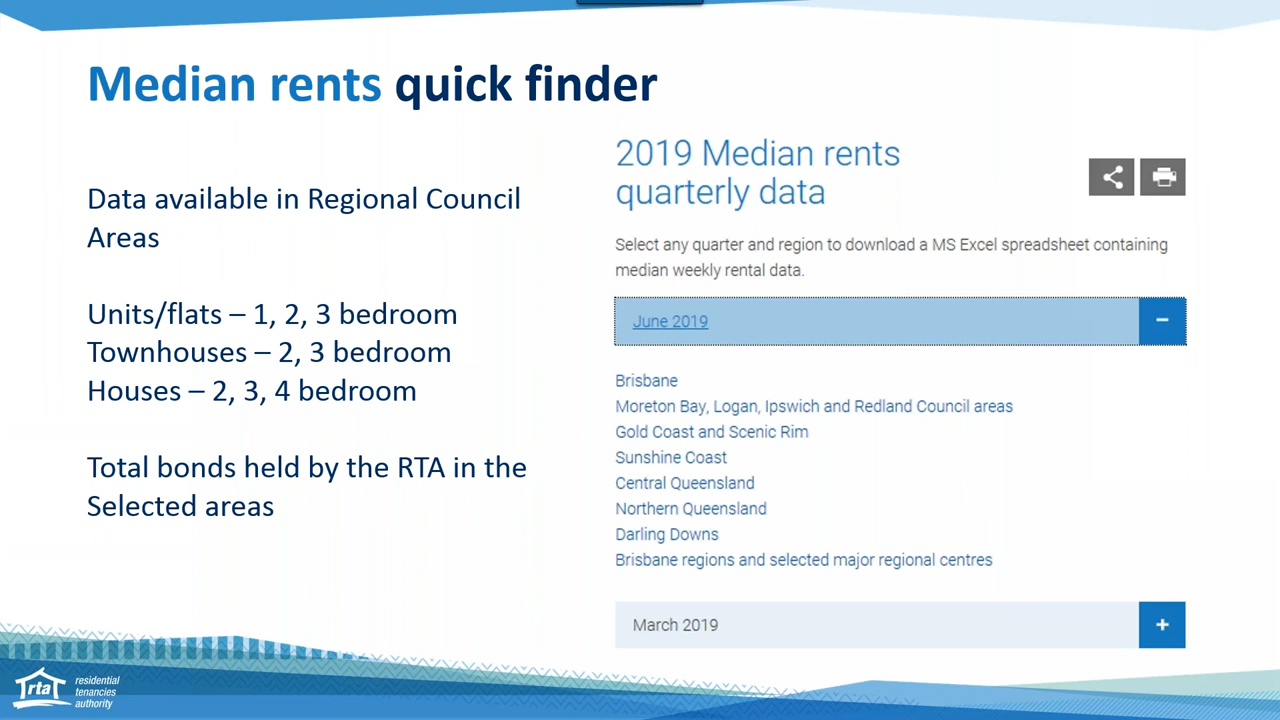 Median rents quick finder
Data available in Regional Council
Areas
Units/flats – 1, 2, 3 bedroom
Townhouses – 2, 3 bedroom
Houses – 2, 3, 4 bedroom
Total bonds held by the RTA in the
Selected areas
2019 Median rents
quarterly data
Select any quarter and region to download a MS Excel spreadsheet containing
median weekly rental data.
June 2019
Brisbane
Moreton Bay, Logan, Ipswich and Redland Council areas
Gold Coast and Scenic Rim
Sunshine Coast
Central Queensland
Northern Queensland
Darling Downs
Brisbane regions and selected major regional centres
March 2019
rta
residential
tenancies
authority